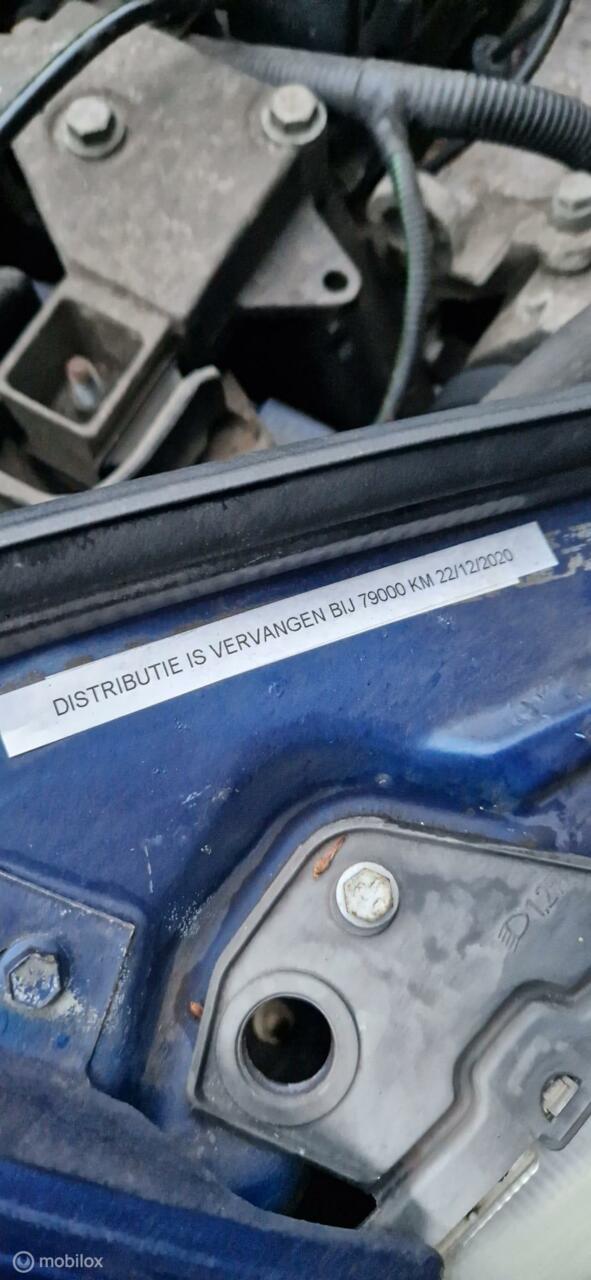 DISTRIBUTIE IS VERVANGEN BIJ 79000 KM 22/12/2020
mobilox